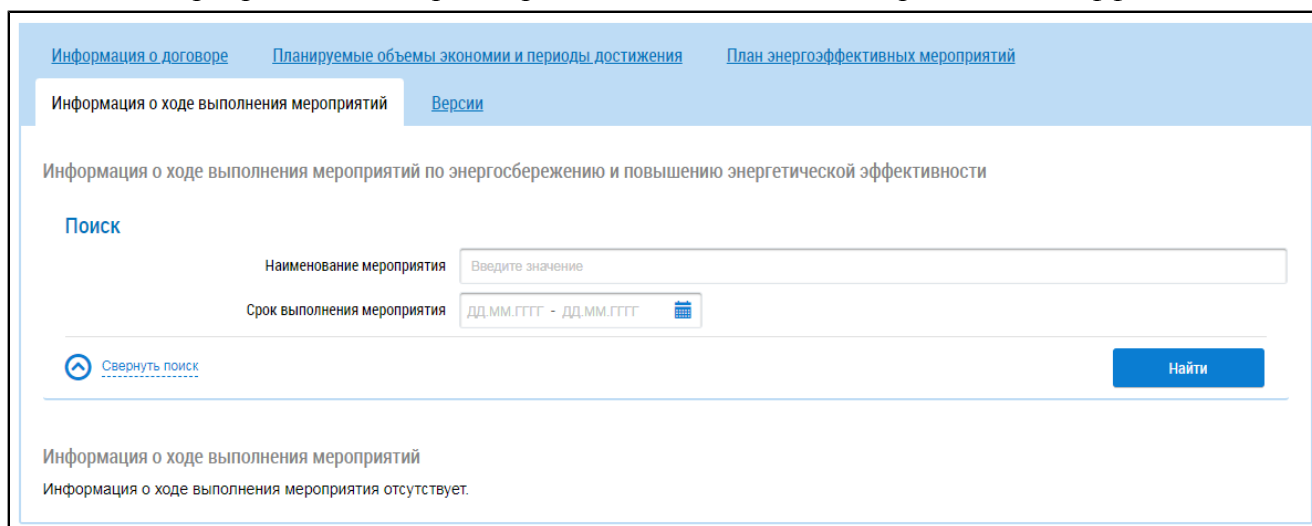 Информация о договоре Планируемые объемы экономии и периоды достижения План энергоэффективных мероприятий
Информация о ходе выполнения мероприятий Версии
Информация о ходе выполнения мероприятий по энергосбережению и повышению энергетической эффективности
Поиск
Наименование мероприятия Введите значение
Срок выполнения мероприятия ДД.ММ.ГГГГ - ДД.ММ.ГГГГ
Свернуть поиск Найти
Информация о ходе выполнения мероприятий
Информация о ходе выполнения мероприятия отсутствует.